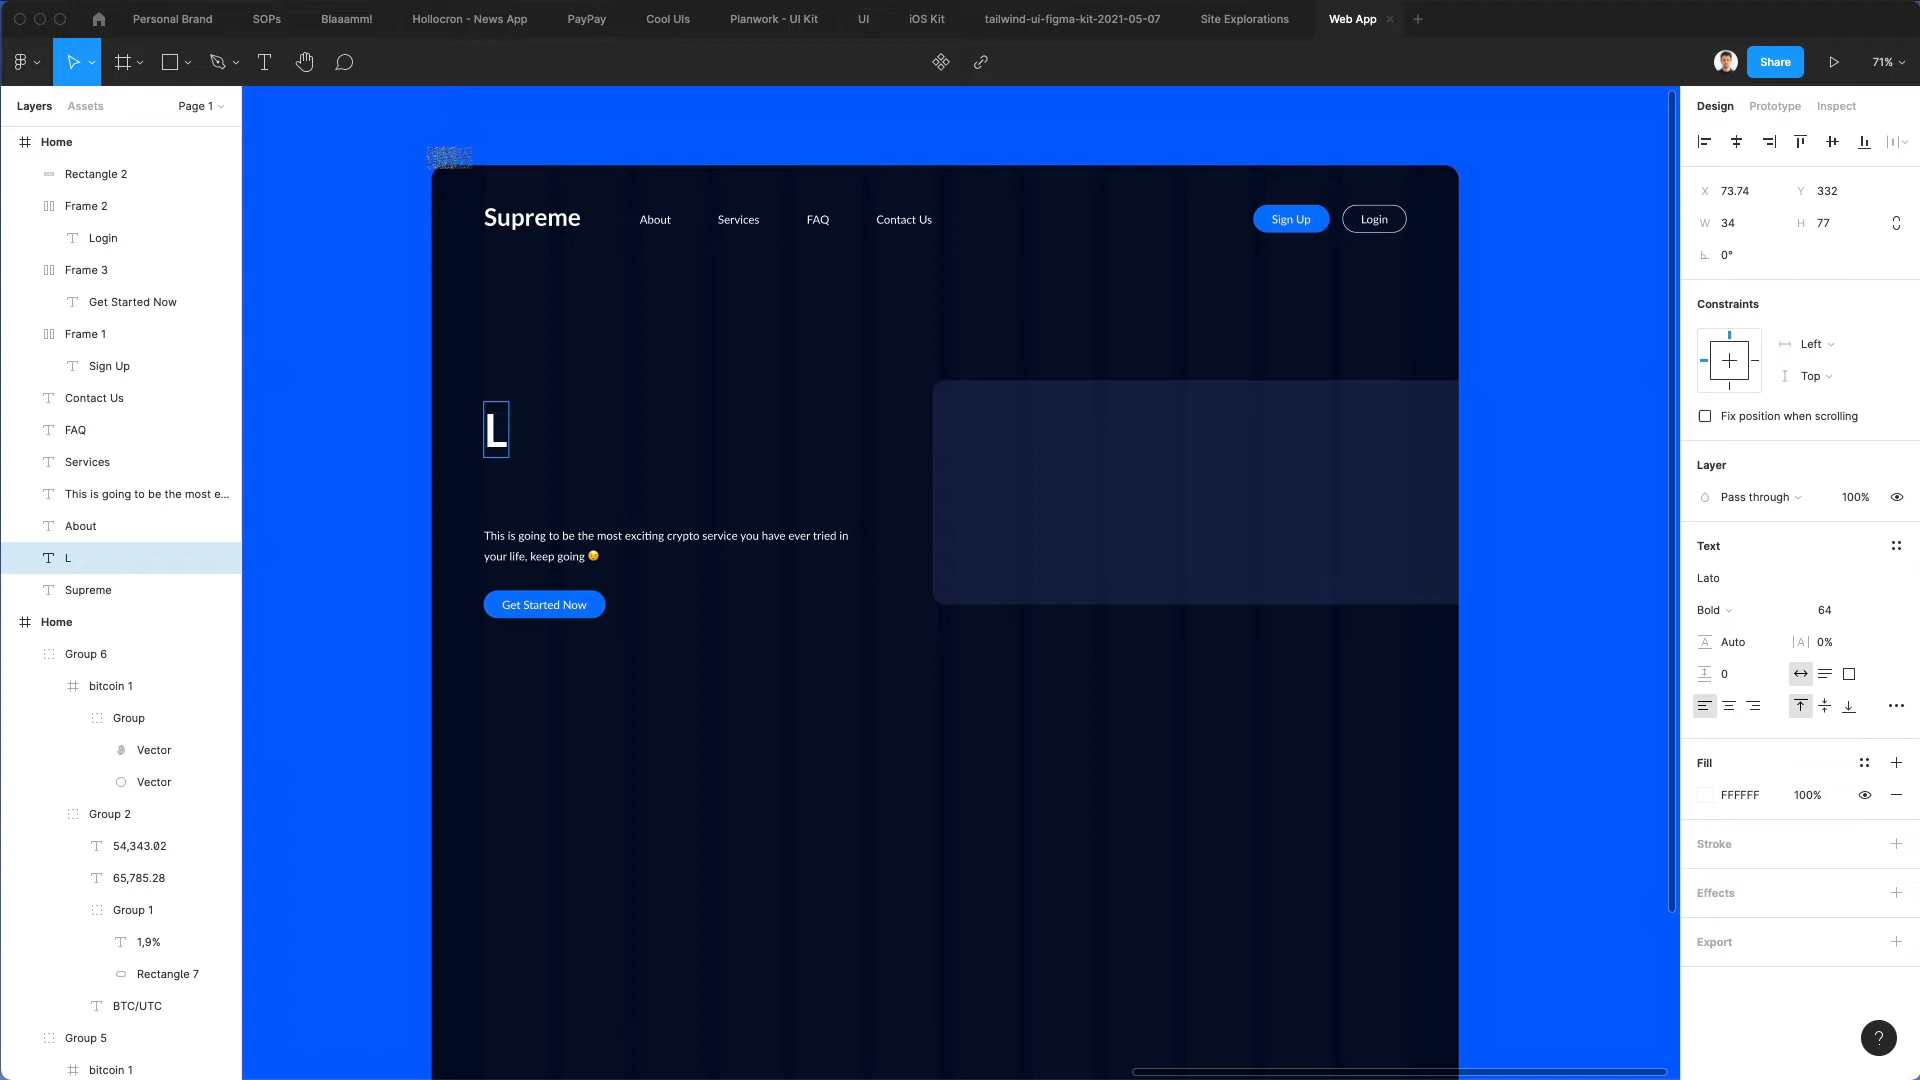 Personal Brand
SOPs
Blaaamm!
Hollocron - News App
PayPay
Cool UIs
Planwork - UI Kit
UI
iOS Kit
tailwind-ui-figma-kit-2021-05-07
Site Explorations
Web App
Share
71%
Layers
Assets
Page 1
Home
Rectangle 2
Frame 2
Login
Frame 3
Get Started Now
Frame 1
Sign Up
Contact Us
FAQ
Services
This is going to be the most e...
About
L
Supreme
Home
Group 6
bitcoin 1
Group
Vector
Vector
Group 2
54,343.02
65,785.28
Group 1
1,9%
Rectangle 7
BTC/UTC
Group 5
bitcoin 1
Supreme
About
Services
FAQ
Contact Us
Sign Up
Login
L
This is going to be the most exciting crypto service you have ever tried in
your life, keep going 😉
Get Started Now
Design
Prototype
Inspect
X 73.74
Y 332
W 34
H 77
0°
Constraints
Left
Top
Fix position when scrolling
Layer
Pass through
100%
Text
Lato
Bold
64
A Auto
|A| 0%
0
Fill
FFFFFF
100%
Stroke
Effects
Export
?